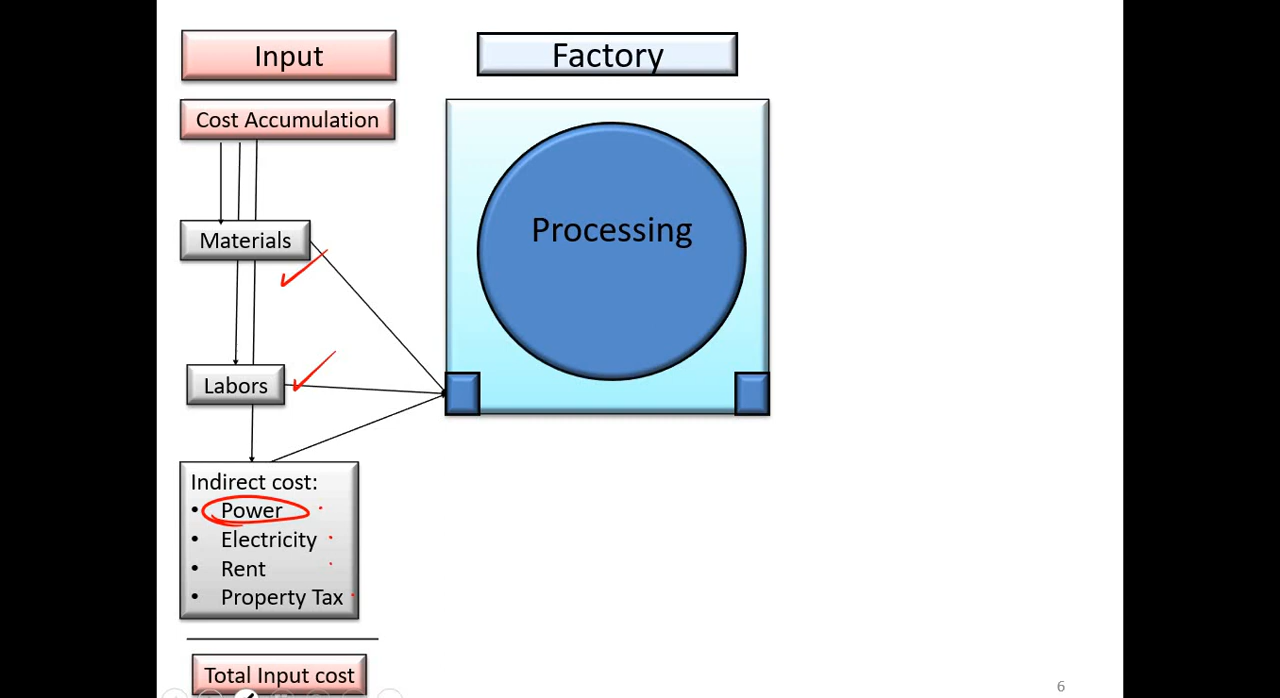 Input
Factory
Cost Accumulation
Materials
Processing
Labors
Indirect cost:
• Power
• Electricity
• Rent
• Property Tax
Total Input cost
6